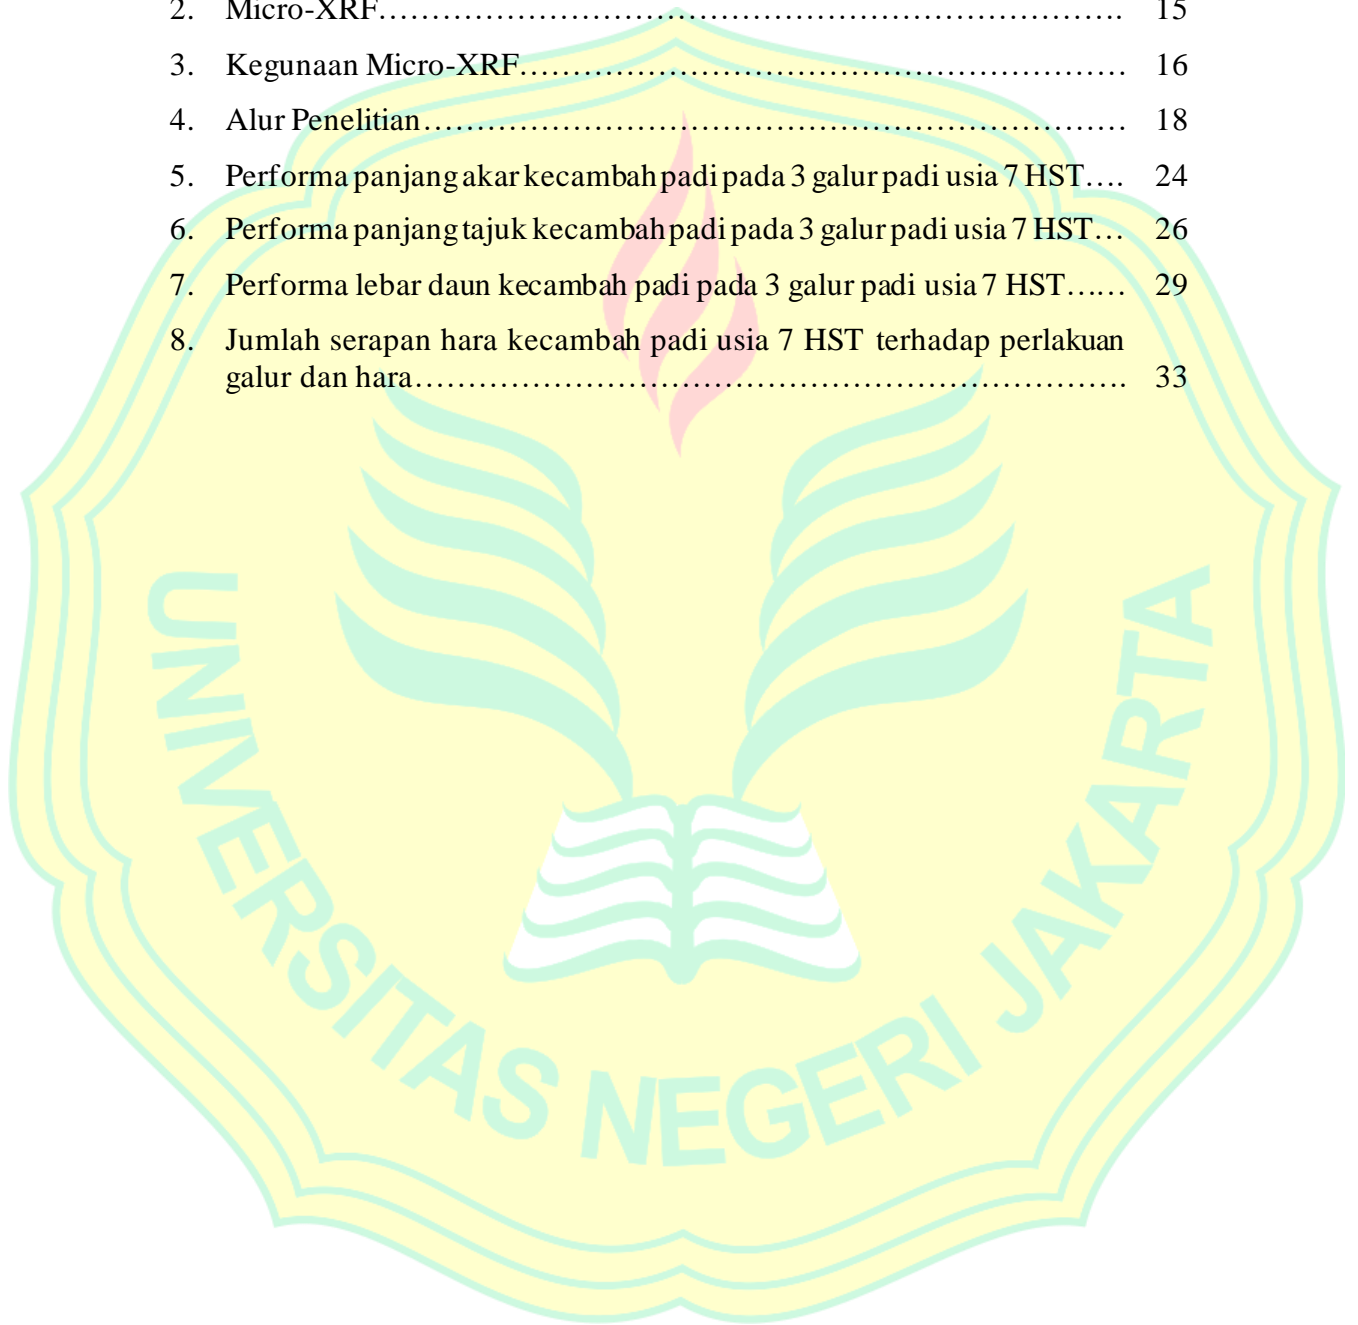 2. Micro-XRF……………………………………………………………. 15
3. Kegunaan Micro-XRF………………………………………………… 16
4. Alur Penelitian………………………………………………………… 18
5. Performa panjang akar kecambah padi pada 3 galur padi usia 7 HST…. 24
6. Performa panjang tajuk kecambah padi pada 3 galur padi usia 7 HST… 26
7. Performa lebar daun kecambah padi pada 3 galur padi usia 7 HST…… 29
8. Jumlah serapan hara kecambah padi usia 7 HST terhadap perlakuan
galur dan hara…………………………………………………………. 33
UNIVERSITAS NEGERI JAKARTA